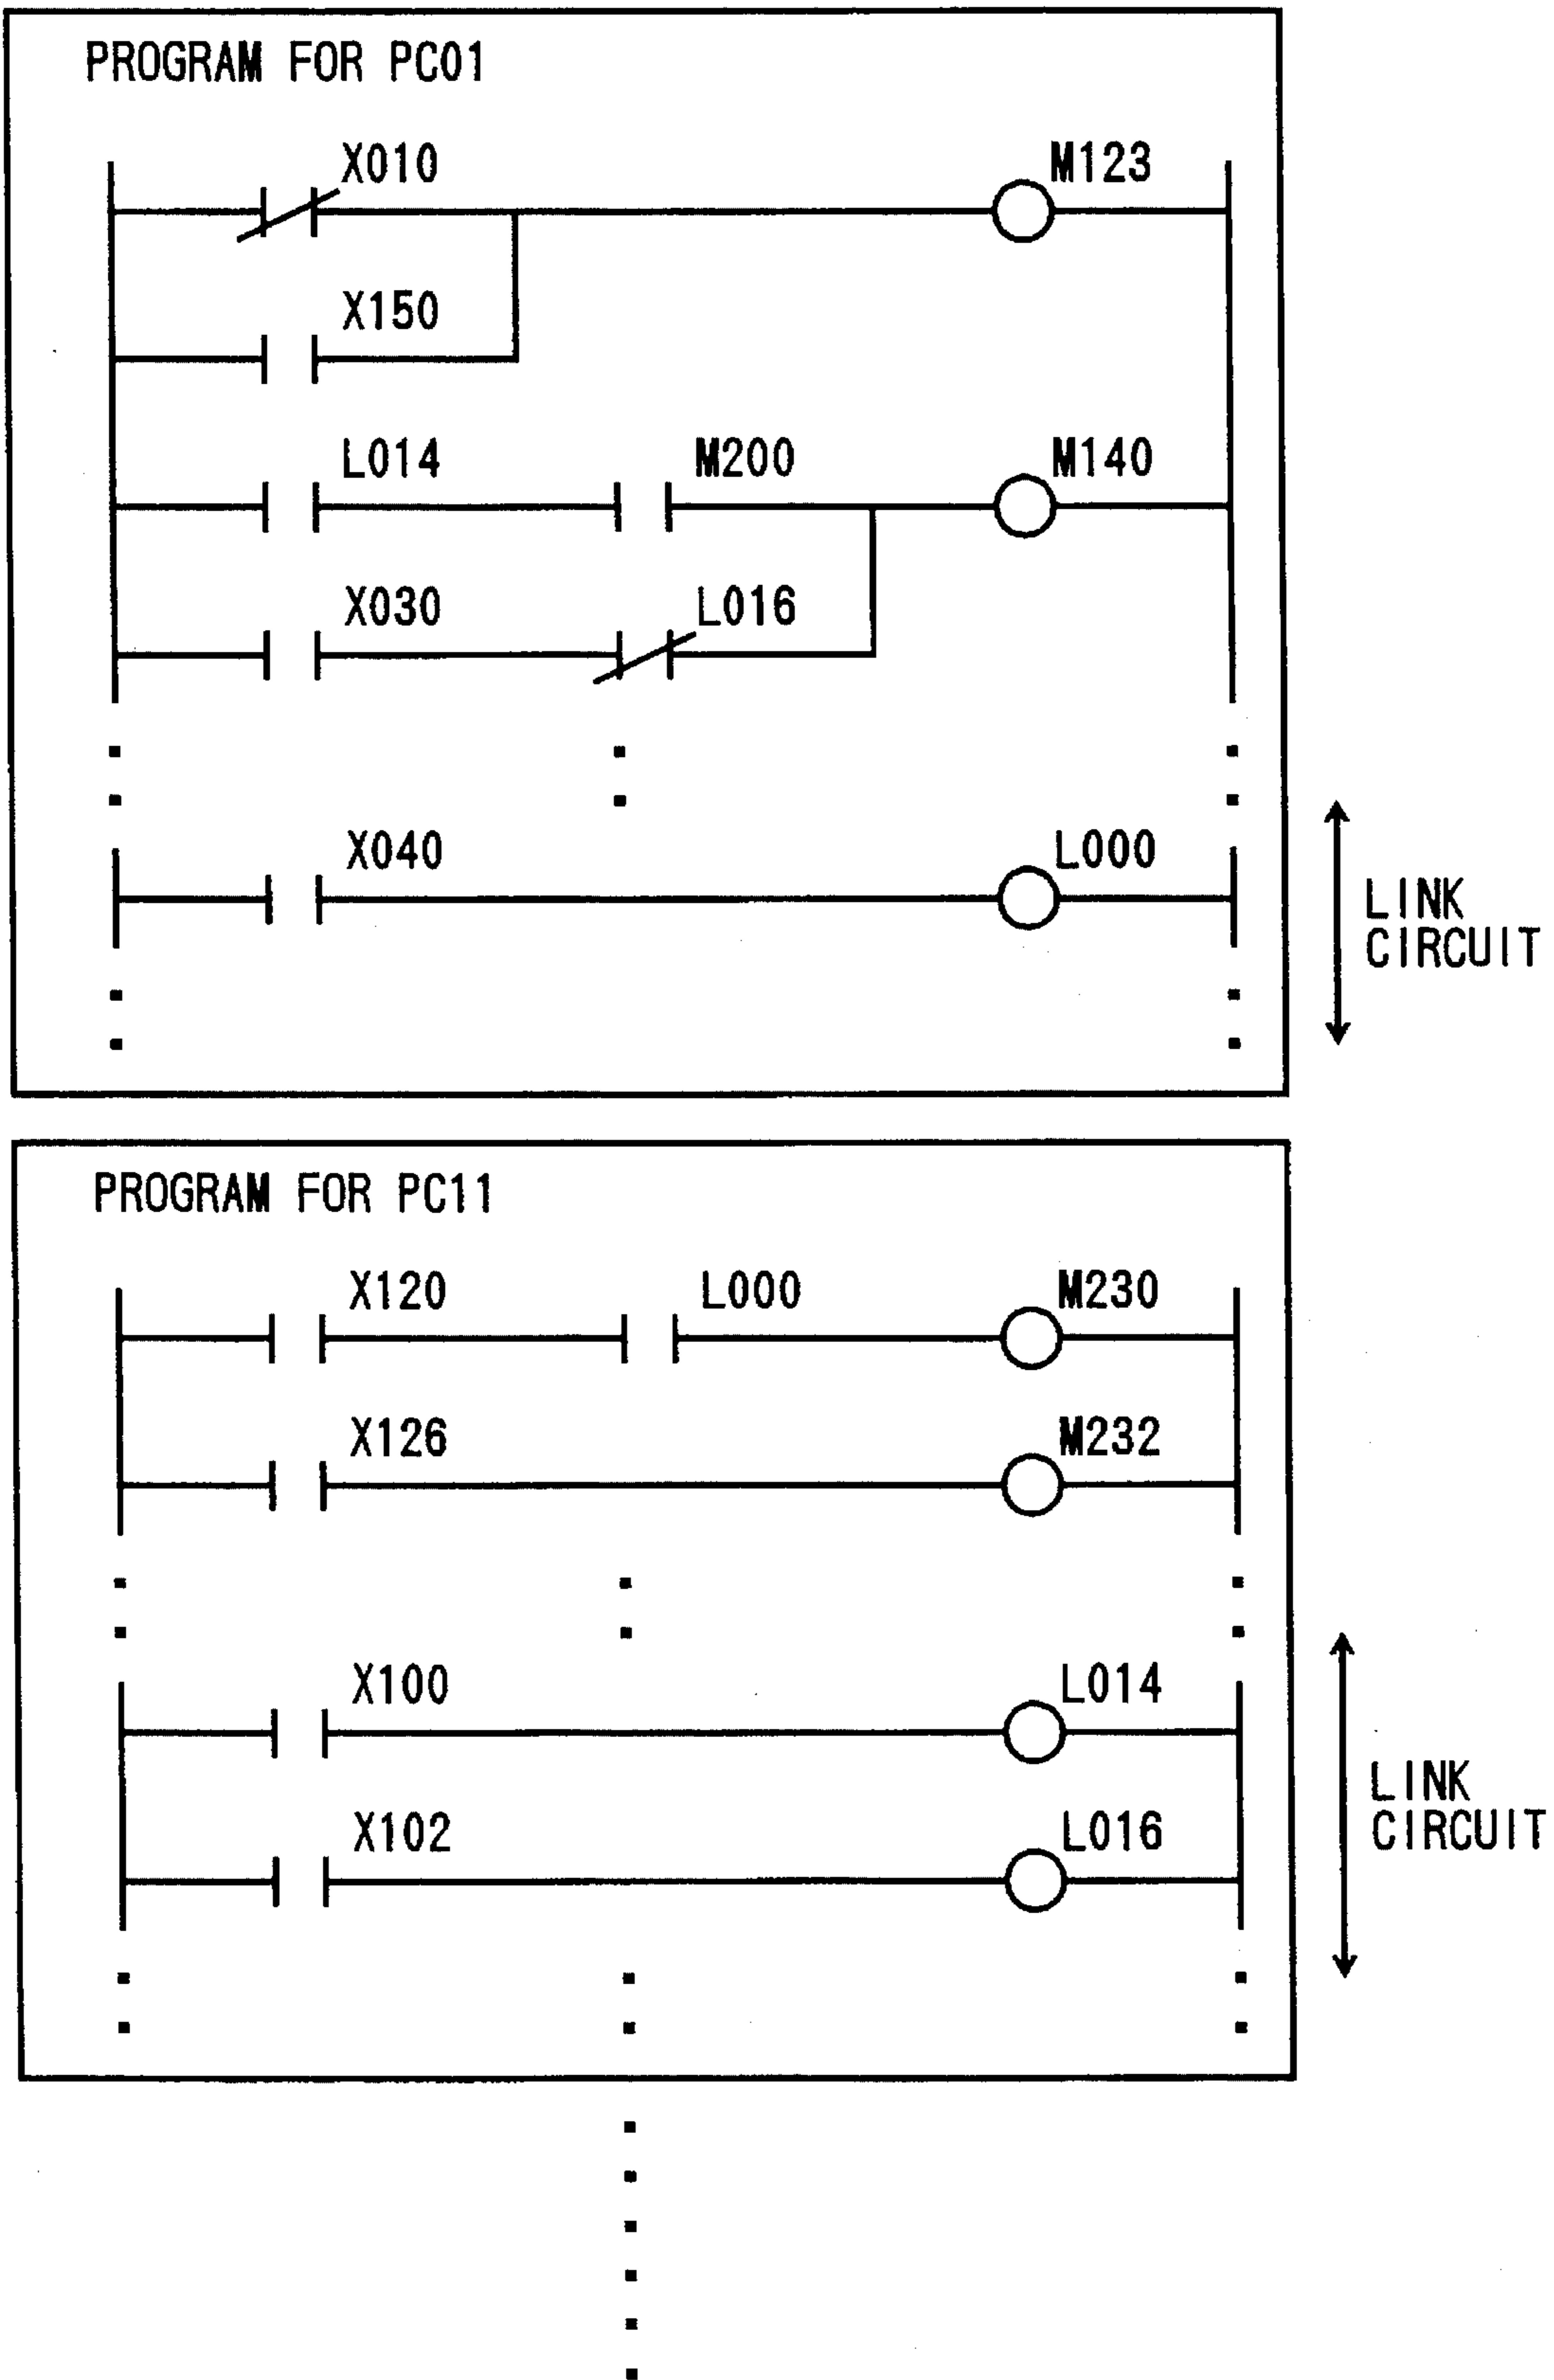 PROGRAM FOR PC01
X010 M123
X150
L014 M200 M140
X030 L016
X040 L000
LINK
CIRCUIT
PROGRAM FOR PC11
X120 L000 M230
X126 M232
X100 L014
X102 L016
LINK
CIRCUIT